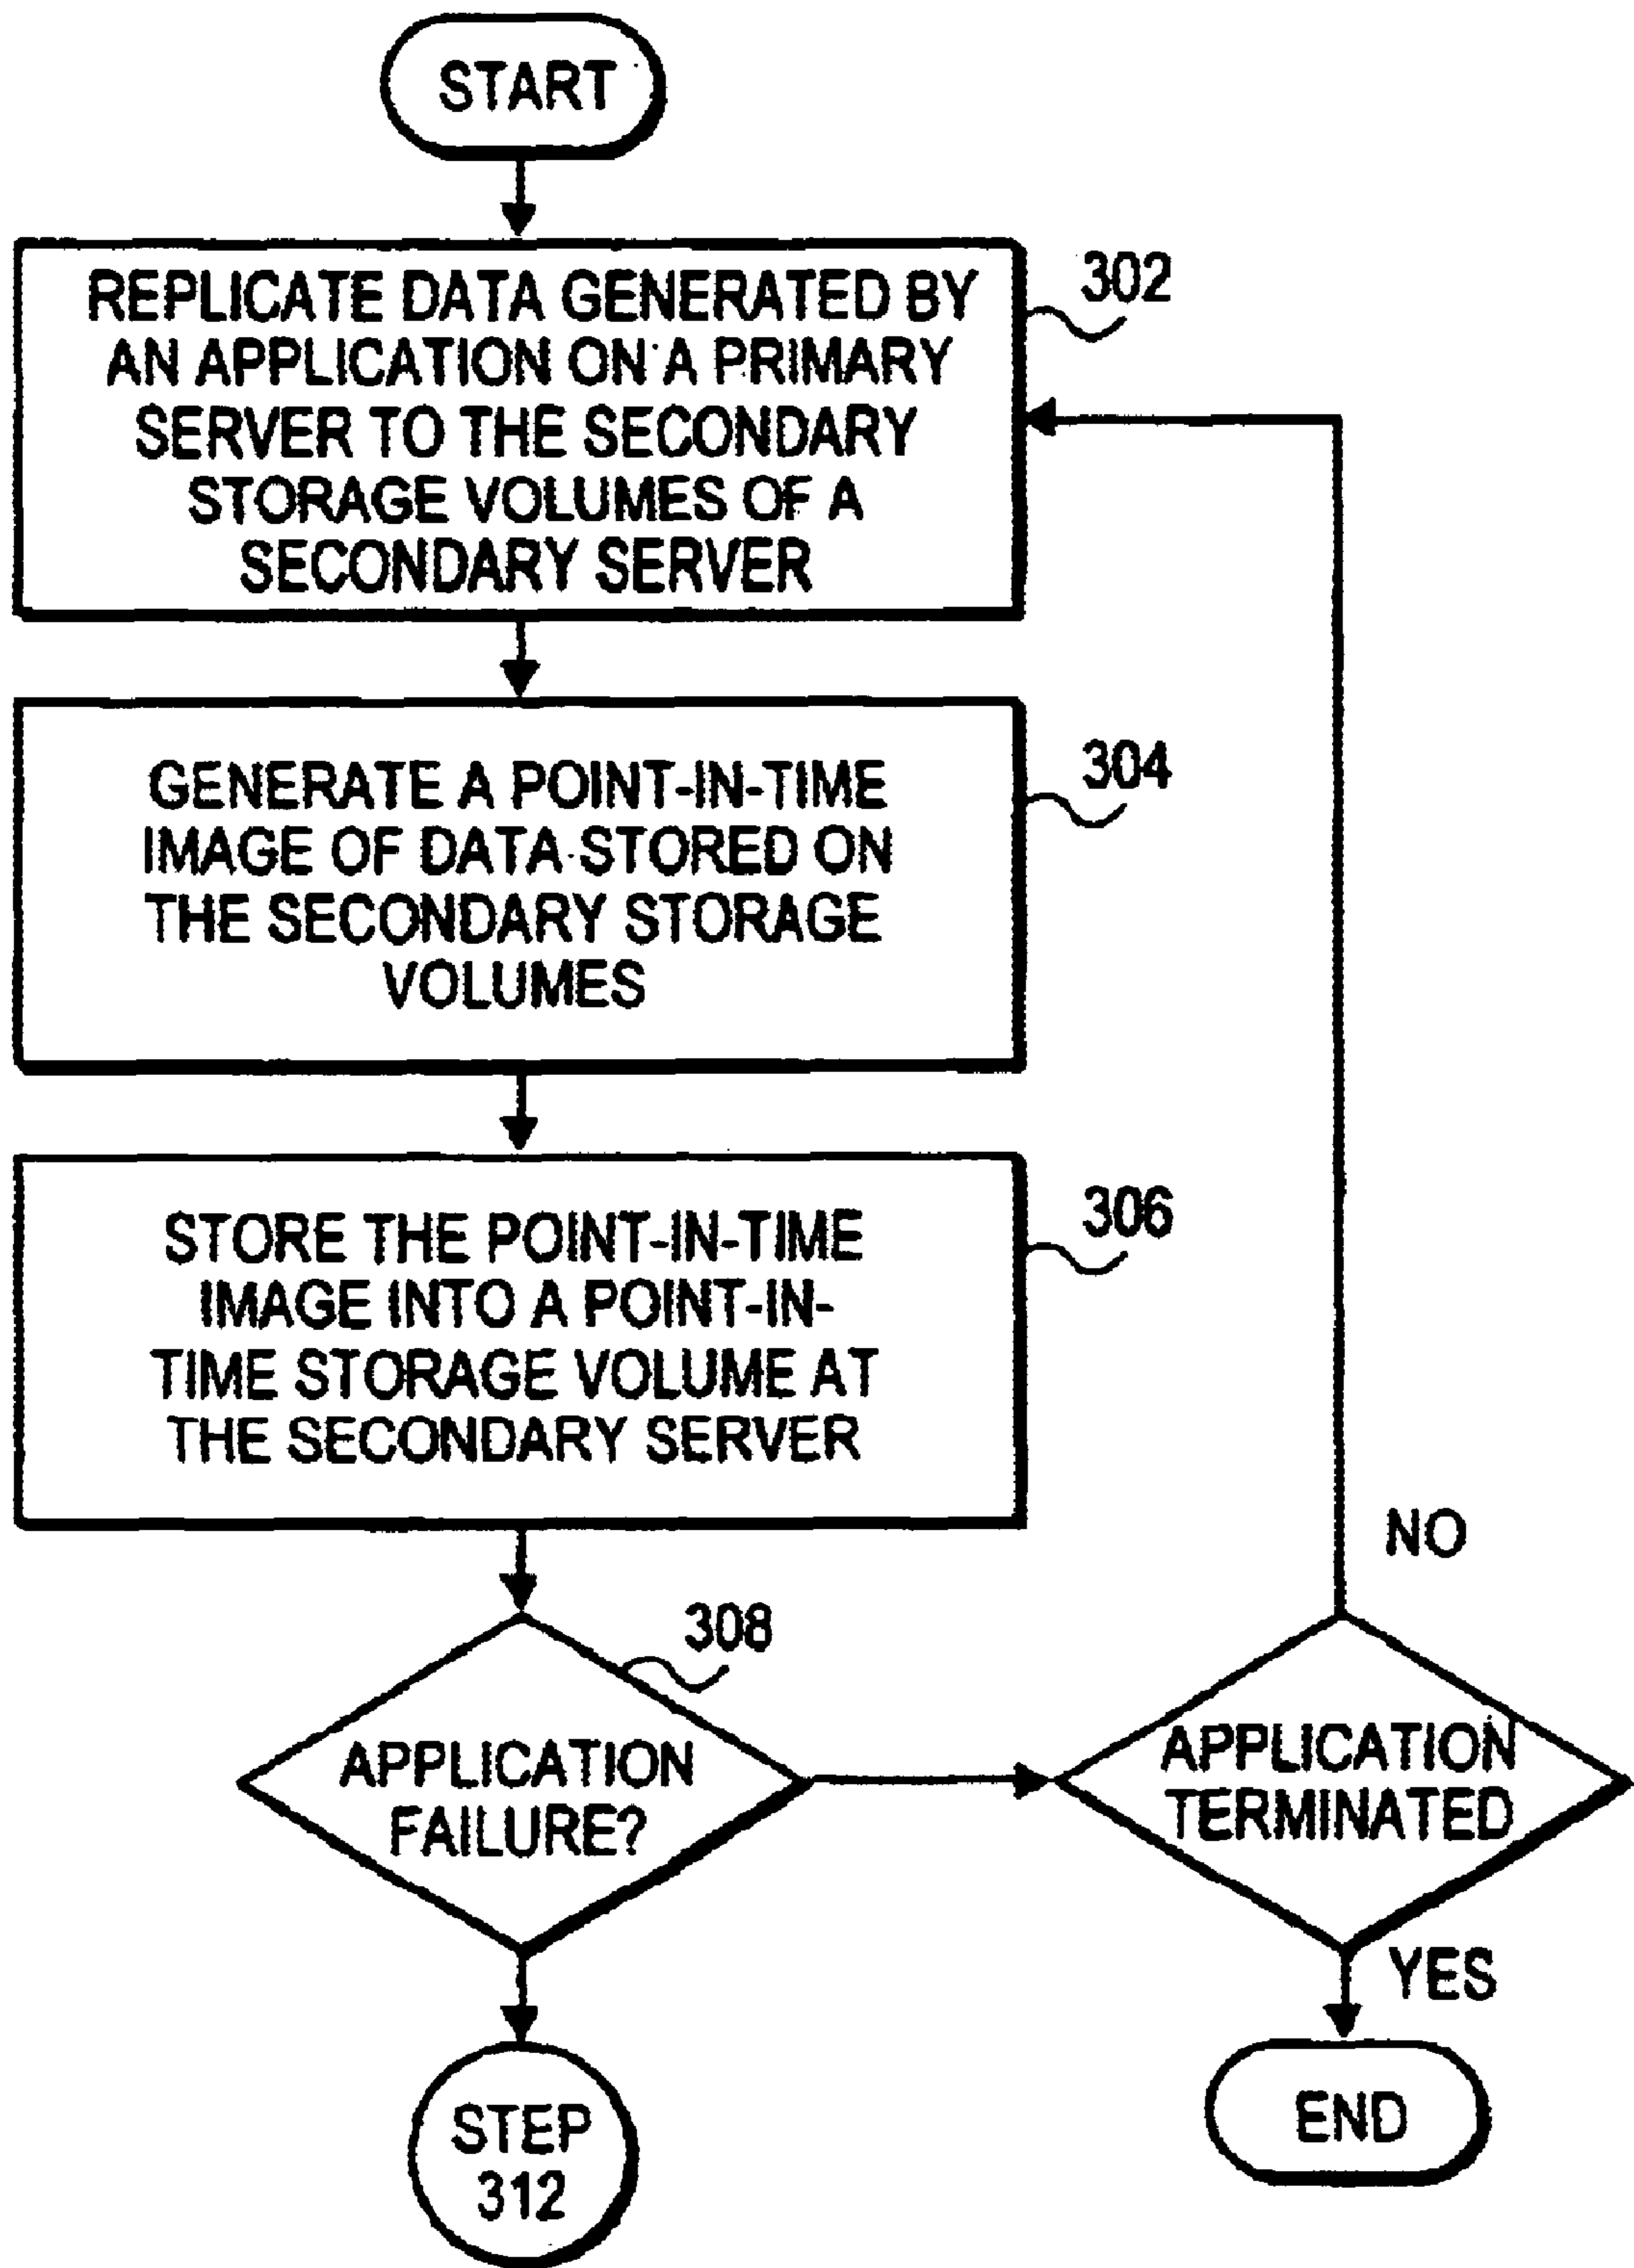 START
REPLICATE DATA GENERATED BY
AN APPLICATION ON A PRIMARY
SERVER TO THE SECONDARY
STORAGE VOLUMES OF A
SECONDARY SERVER
302
GENERATE A POINT-IN-TIME
IMAGE OF DATA STORED ON
THE SECONDARY STORAGE
VOLUMES
304
STORE THE POINT-IN-TIME
IMAGE INTO A POINT-IN-
TIME STORAGE VOLUME AT
THE SECONDARY SERVER
306
APPLICATION
FAILURE?
308
APPLICATION
TERMINATED
NO
YES
STEP
312
END